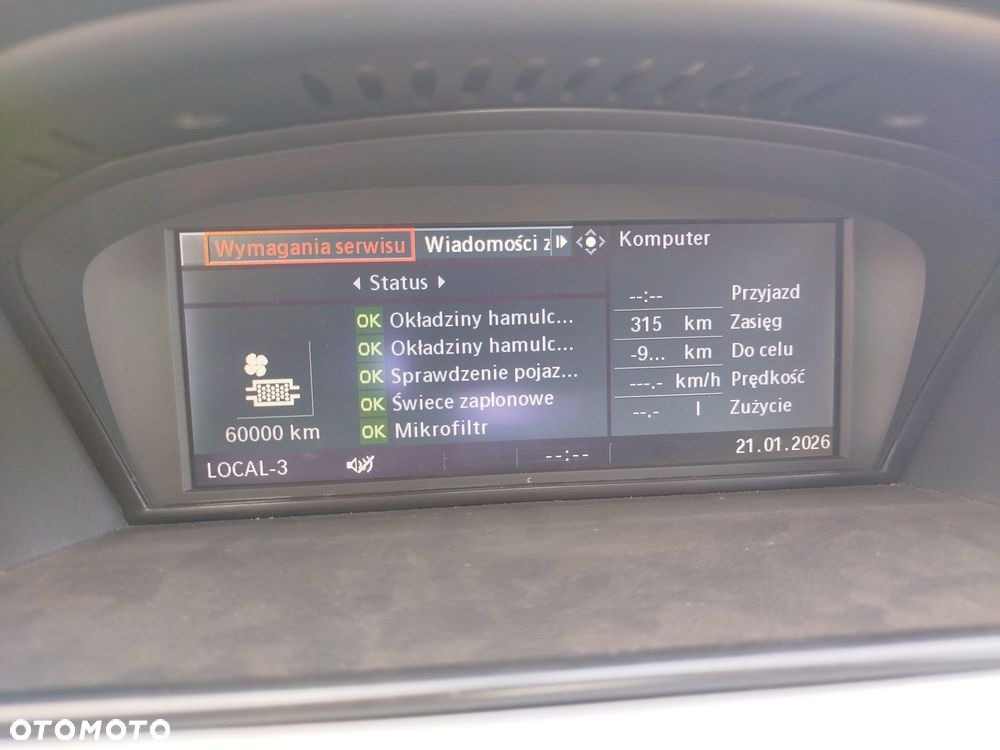 Wymagania serwisu Wiadomości z
Status
OK Okładziny hamulc...
OK Okładziny hamulc...
OK Sprawdzenie pojaz...
OK Świece zapłonowe
OK Mikrofiltr
60000 km
LOCAL-3
--:--
Komputer
--:-- Przyjazd
315 km Zasięg
-9... km Do celu
---.- km/h Prędkość
--.- l Zużycie
21.01.2026
OTOMOTO